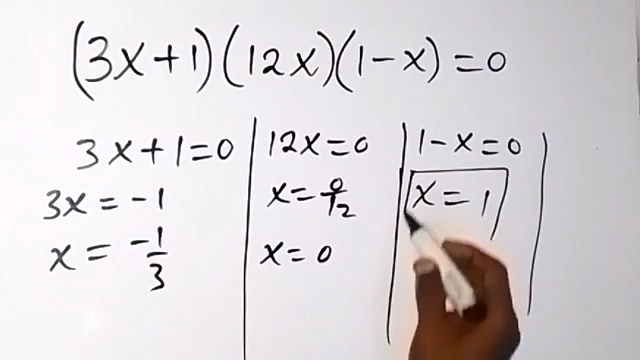 (3x+1)(12x)(1-x)=0
3x+1=0
3x=-1
x=-1/3
12x=0
x=0/12
x=0
1-x=0
x=1